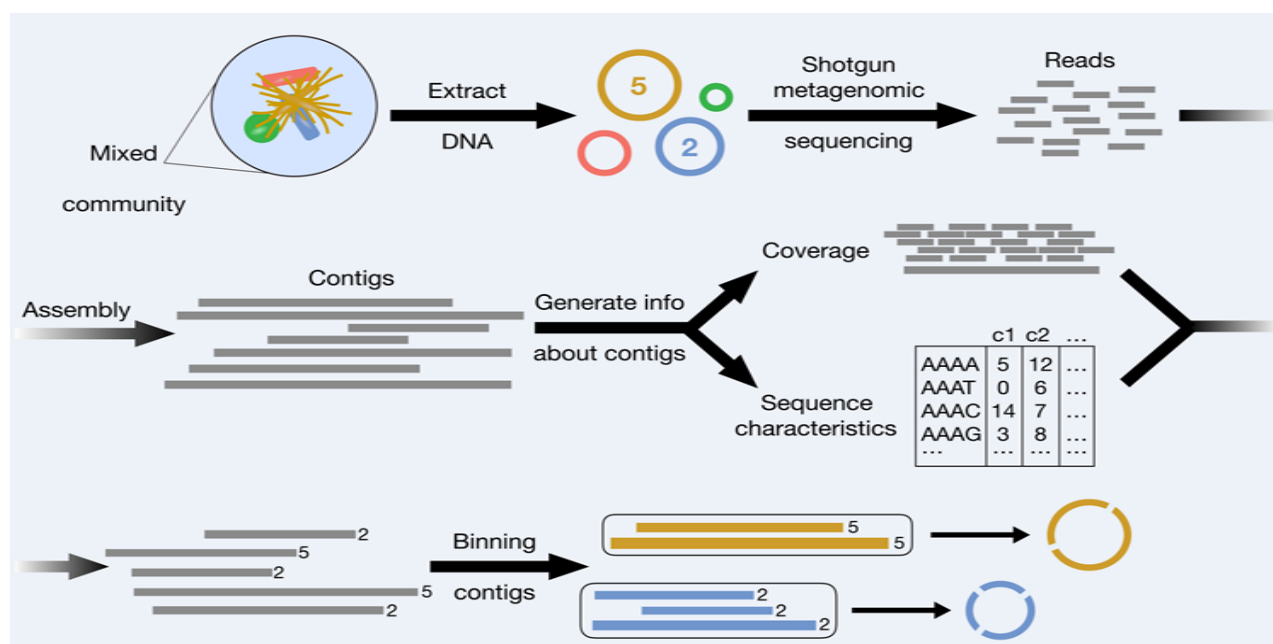 Mixed
community
Extract
DNA
5
2
Shotgun
metagenomic
sequencing
Reads
Assembly
Contigs
Generate info
about contigs
Coverage
Sequence
characteristics
c1 c2 ...
AAAA 5 12 ...
AAAT 0 6 ...
AAAC 14 7 ...
AAAG 3 8 ...
... ... ... ...
2
5
2
5
2
Binning
contigs
5
5
2
2
2